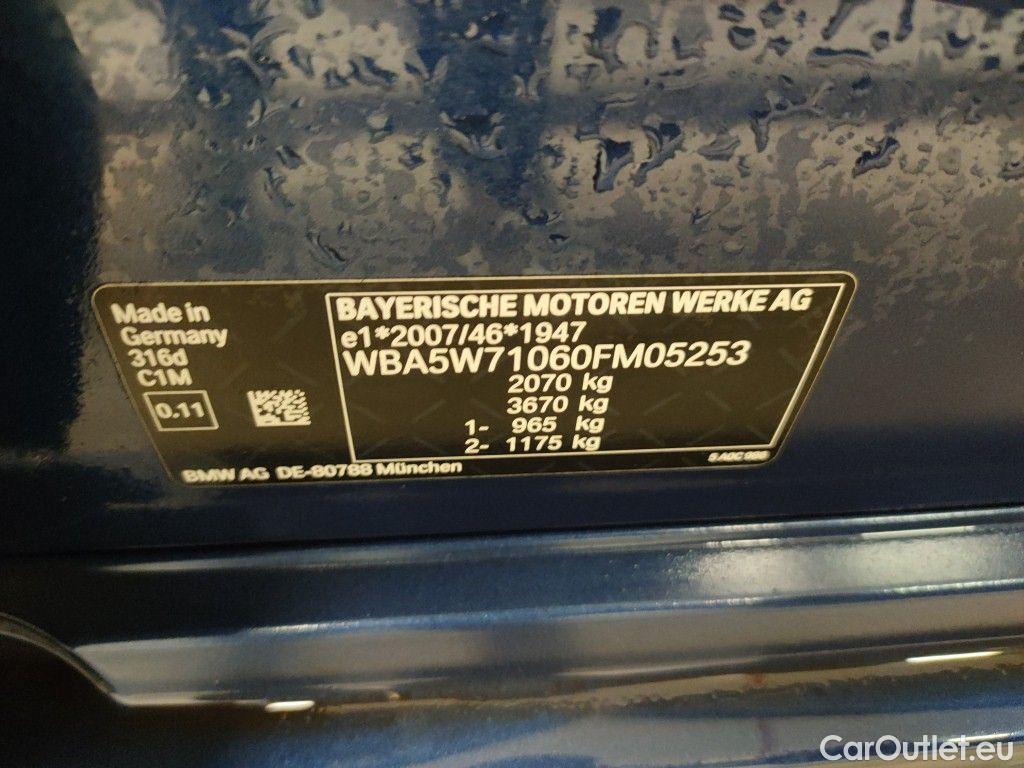 Made in
Germany
316d
C1M
0.11
BAYERISCHE MOTOREN WERKE AG
e1*2007/46*1947
WBA5W71060FM05253
2070 kg
3670 kg
1- 965 kg
2- 1175 kg
BMW AG DE-80788 München
CarOutlet.eu